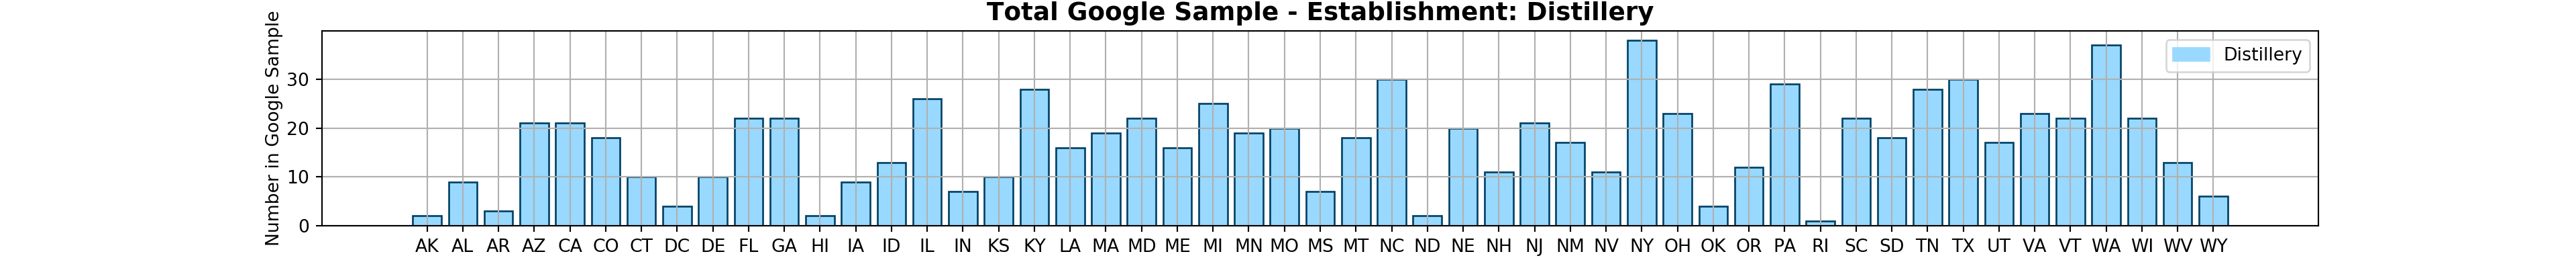 Total Google Sample - Establishment: Distillery
Number in Google Sample
30
20
10
0
Distillery
AK AL AR AZ CA CO CT DC DE FL GA HI IA ID IL IN KS KY LA MA MD ME MI MN MO MS MT NC ND NE NH NJ NM NV NY OH OK OR PA RI SC SD TN TX UT VA VT WA WI WV WY